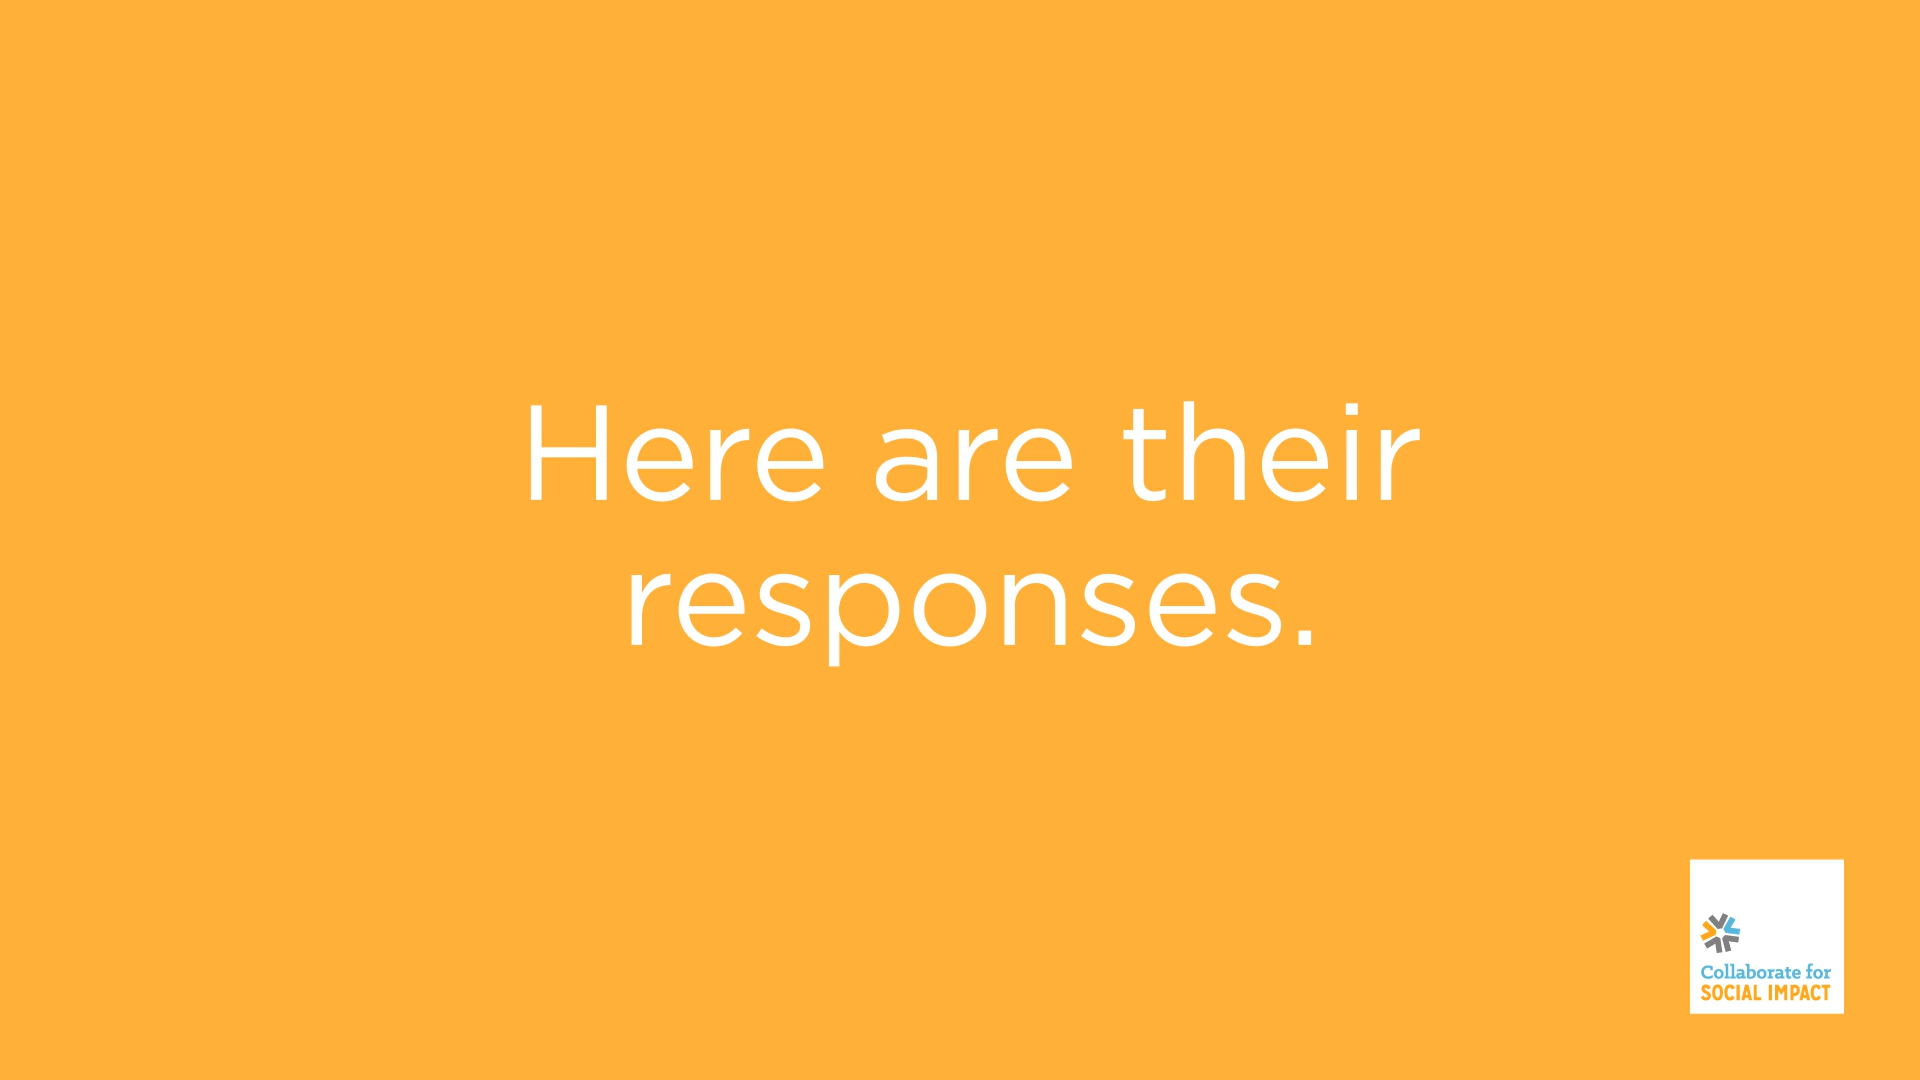 Here are their
responses.
Collaborate for
SOCIAL IMPACT